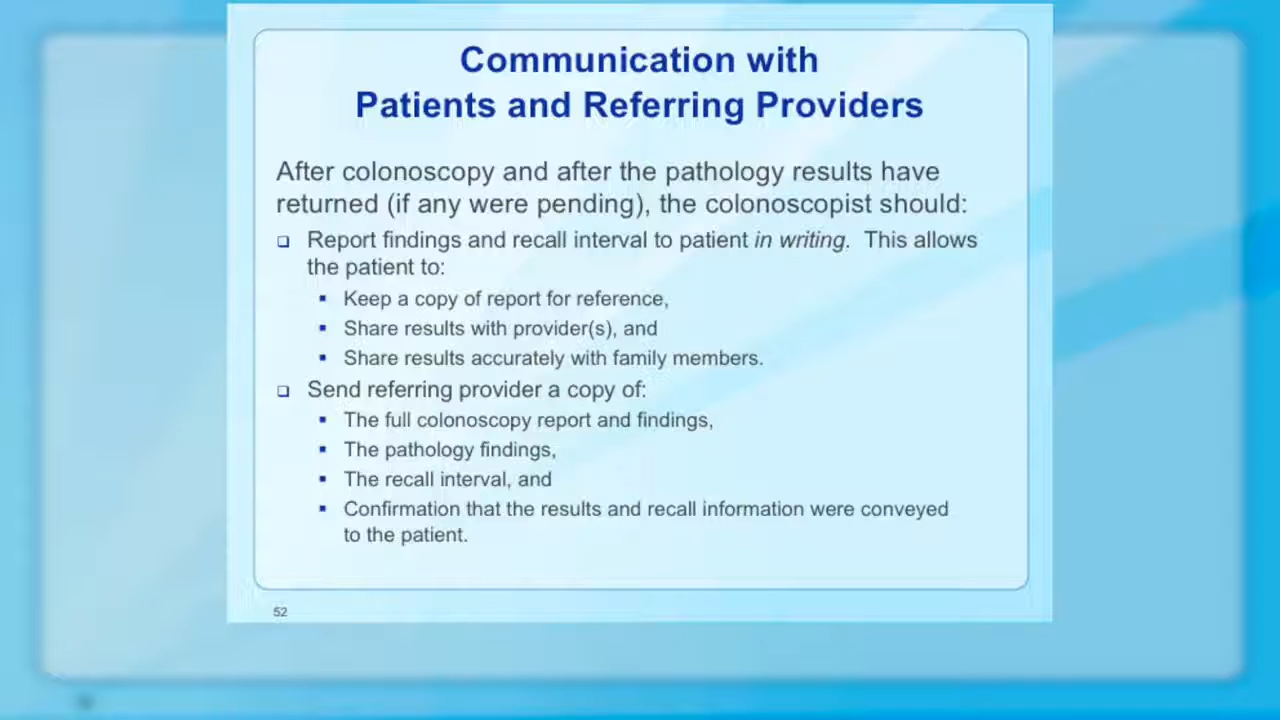 Communication with
Patients and Referring Providers
After colonoscopy and after the pathology results have
returned (if any were pending), the colonoscopist should:
Report findings and recall interval to patient in writing. This allows
the patient to:
Keep a copy of report for reference,
Share results with provider(s), and
Share results accurately with family members.
Send referring provider a copy of:
The full colonoscopy report and findings,
The pathology findings,
The recall interval, and
Confirmation that the results and recall information were conveyed
to the patient.
52